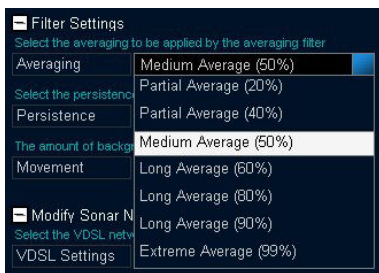 Filter Settings
Select the averaging to be applied by the averaging filter
Averaging
Medium Average (50%)
Partial Average (20%)
Select the persistence
Persistence
Partial Average (40%)
Medium Average (50%)
The amount of backgr
Movement
Long Average (60%)
Long Average (80%)
Long Average (90%)
Modify Sonar N
Select the VDSL netw
VDSL Settings
Extreme Average (99%)